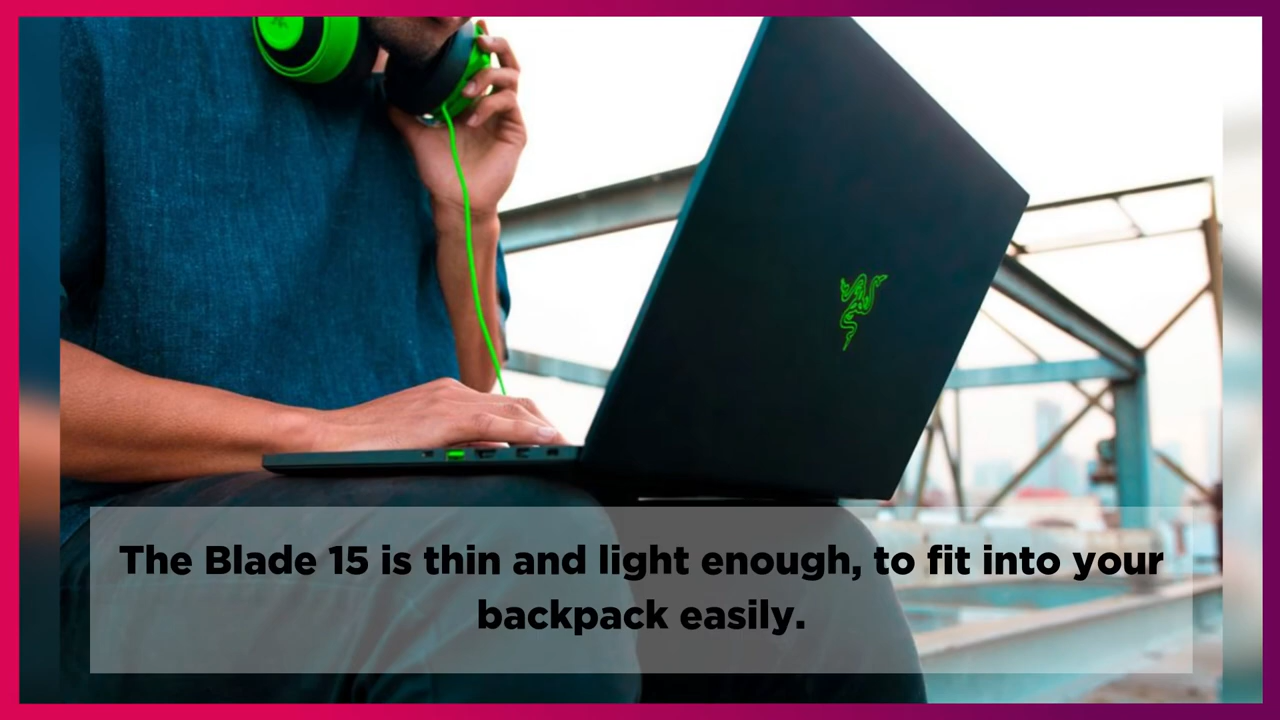 The Blade 15 is thin and light enough, to fit into your
backpack easily.